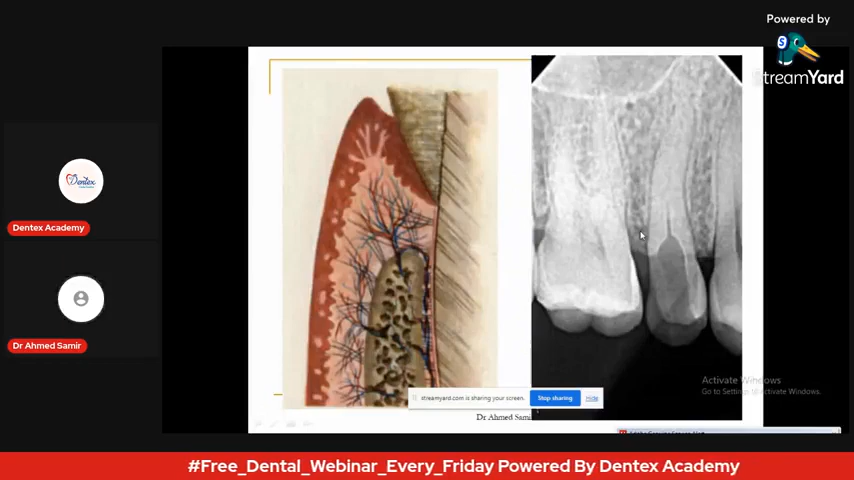 Powered by
StreamYard
Dentex
Dentex Academy
Dr Ahmed Samir
Activate Windows
Go to Settings to activate Windows.
streamyard.com is sharing your screen.
Stop sharing
Hide
Dr Ahmed Samir
#Free_Dental_Webinar_Every_Friday Powered By Dentex Academy